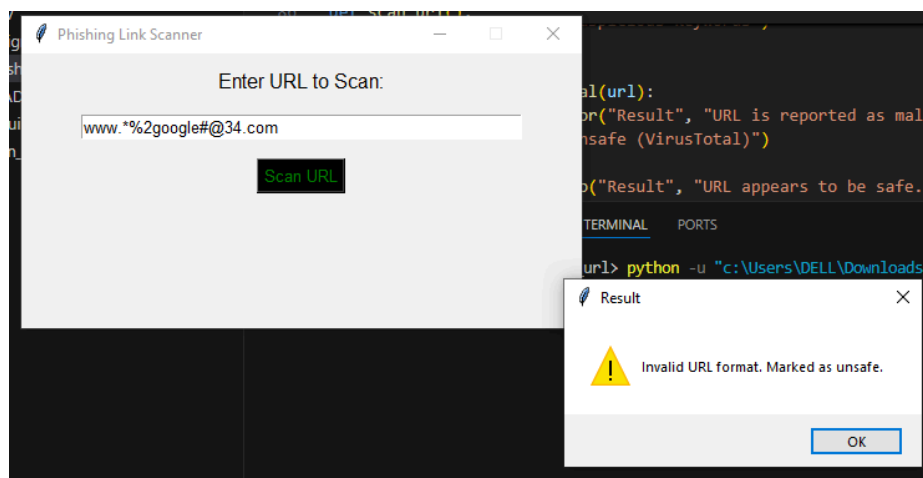 Phishing Link Scanner
Enter URL to Scan:
www.*%2google#@34.com
Scan URL
al(url):
or("Result", "URL is reported as mal
nsafe (VirusTotal)")
o("Result", "URL appears to be safe.
TERMINAL PORTS
url> python -u "c:\Users\DELL\Downloads
Result
Invalid URL format. Marked as unsafe.
OK